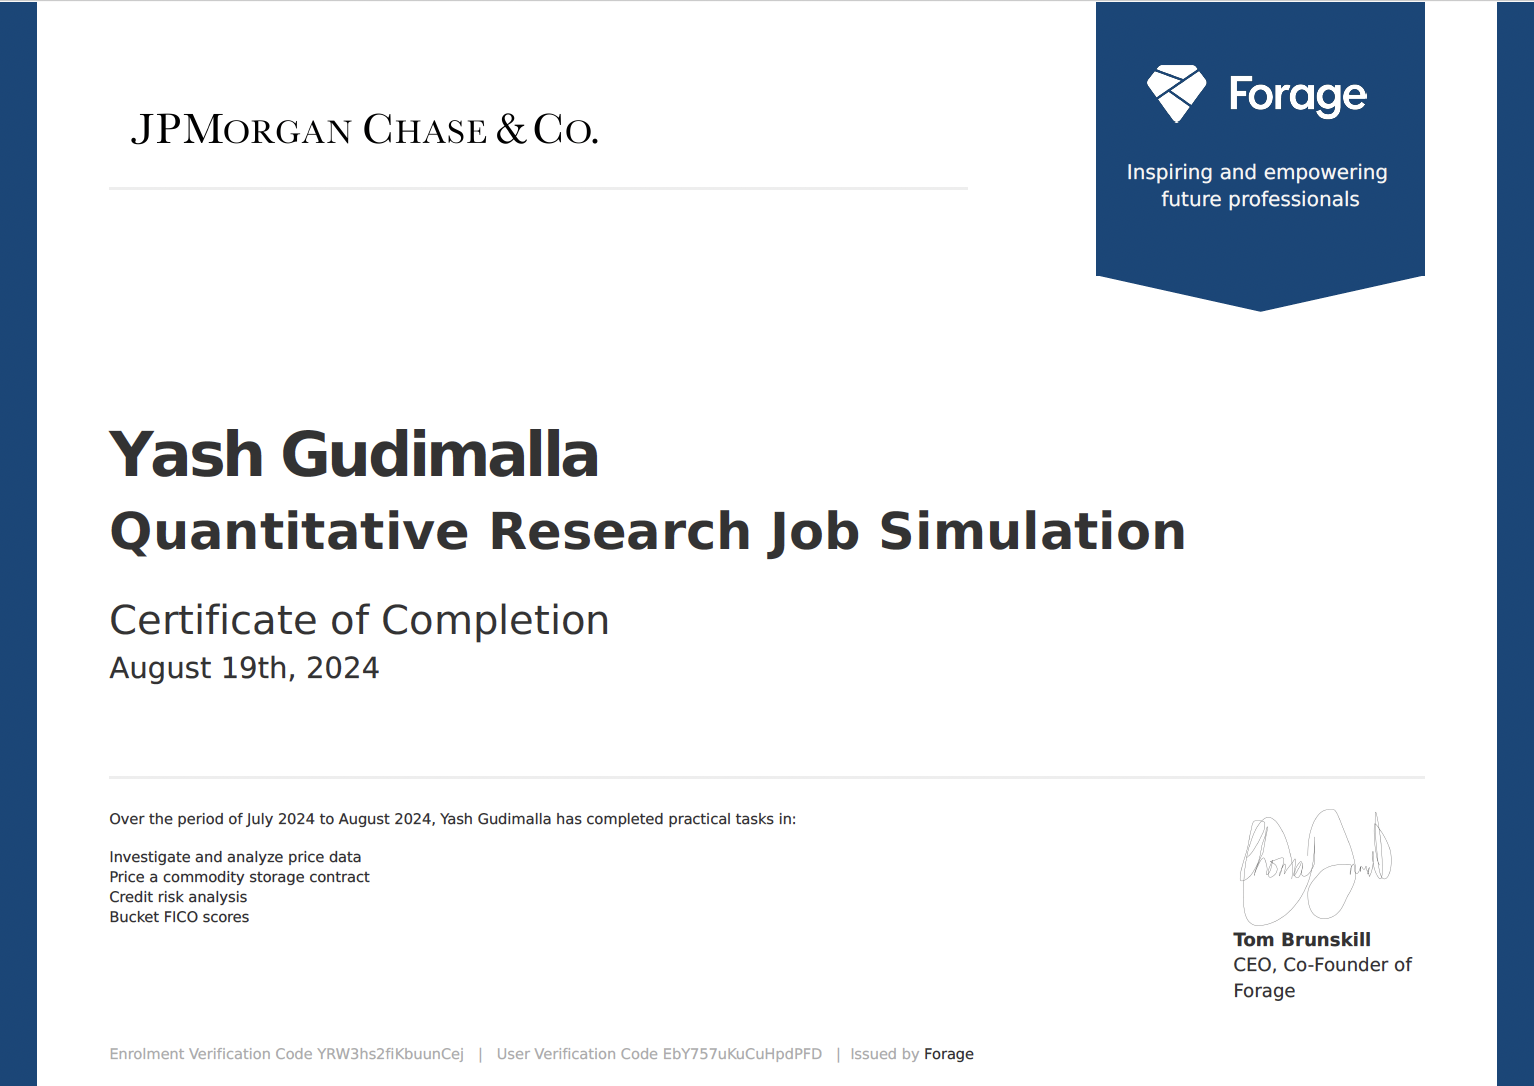 JPMORGAN CHASE & CO.
Forage
Inspiring and empowering
future professionals
Yash Gudimalla
Quantitative Research Job Simulation
Certificate of Completion
August 19th, 2024
Over the period of July 2024 to August 2024, Yash Gudimalla has completed practical tasks in:
Investigate and analyze price data
Price a commodity storage contract
Credit risk analysis
Bucket FICO scores
Tom Brunskill
CEO, Co-Founder of
Forage
Enrolment Verification Code YRW3hs2fiKbuunCej | User Verification Code EbY757uKuCuHpdPFD | Issued by Forage